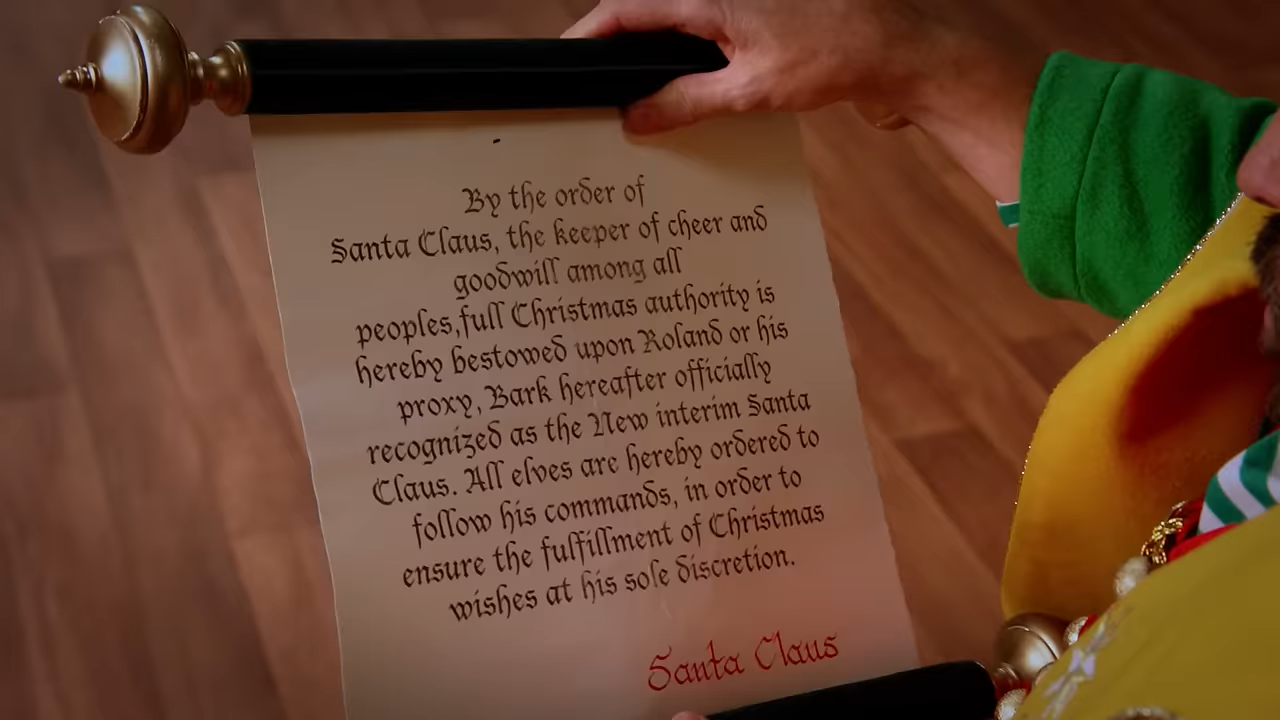 By the order of
Santa Claus, the keeper of cheer and
goodwill among all
peoples,full Christmas authority is
hereby bestowed upon Roland or his
proxy, Bark hereafter officially
recognized as the New interim Santa
Claus. All elves are hereby ordered to
follow his commands, in order to
ensure the fulfillment of Christmas
wishes at his sole discretion.
Santa Claus